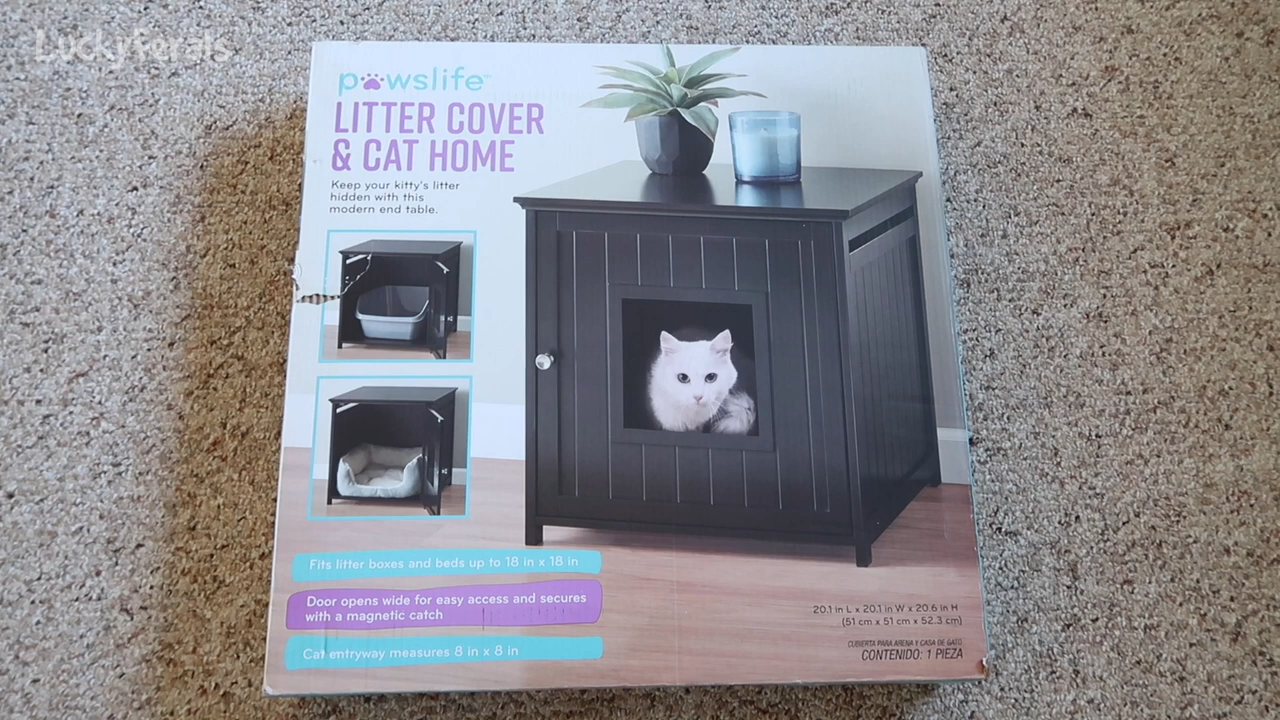 LuckyFerals
pawslife™
LITTER COVER
& CAT HOME
Keep your kitty's litter
hidden with this
modern end table.
Fits litter boxes and beds up to 18 in x 18 in
Door opens wide for easy access and secures
with a magnetic catch
Cat entryway measures 8 in x 8 in
20.1 in L x 20.1 in W x 20.6 in H
(51 cm x 51 cm x 52.3 cm)
CUBIERTA PARA ARENA Y CASA DE GATO
CONTENIDO: 1 PIEZA